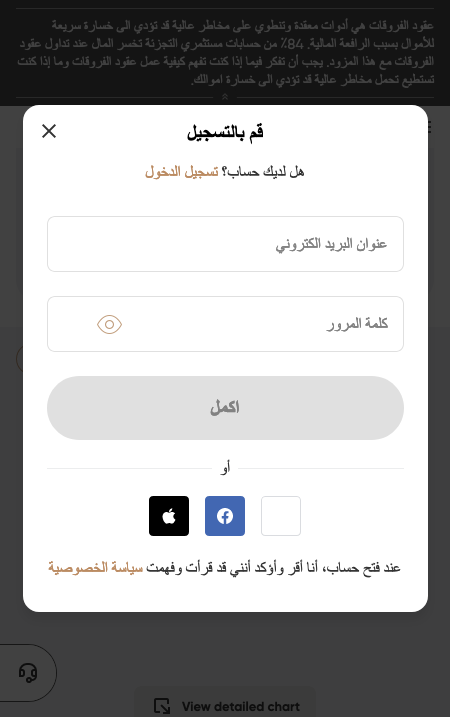 عقود الفروقات هي أدوات معقدة وتنطوي على مخاطر عالية قد تؤدي الى خسارة سريعة
للأموال بسبب الرافعة المالية. 84٪ من حسابات مستثمري التجزئة تخسر المال عند تداول عقود
الفروقات مع هذا المزود. يجب أن تفكر فيما إذا كنت تفهم كيفية عمل عقود الفروقات وما إذا كنت
تستطيع تحمل مخاطر عالية قد تؤدي الى خسارة اموالك.
قم بالتسجيل
هل لديك حساب؟ تسجيل الدخول
عنوان البريد الكتروني
كلمة المرور
اكمل
أو
عند فتح حساب، أنا أقر وأؤكد أنني قد قرأت وفهمت سياسة الخصوصية
View detailed chart